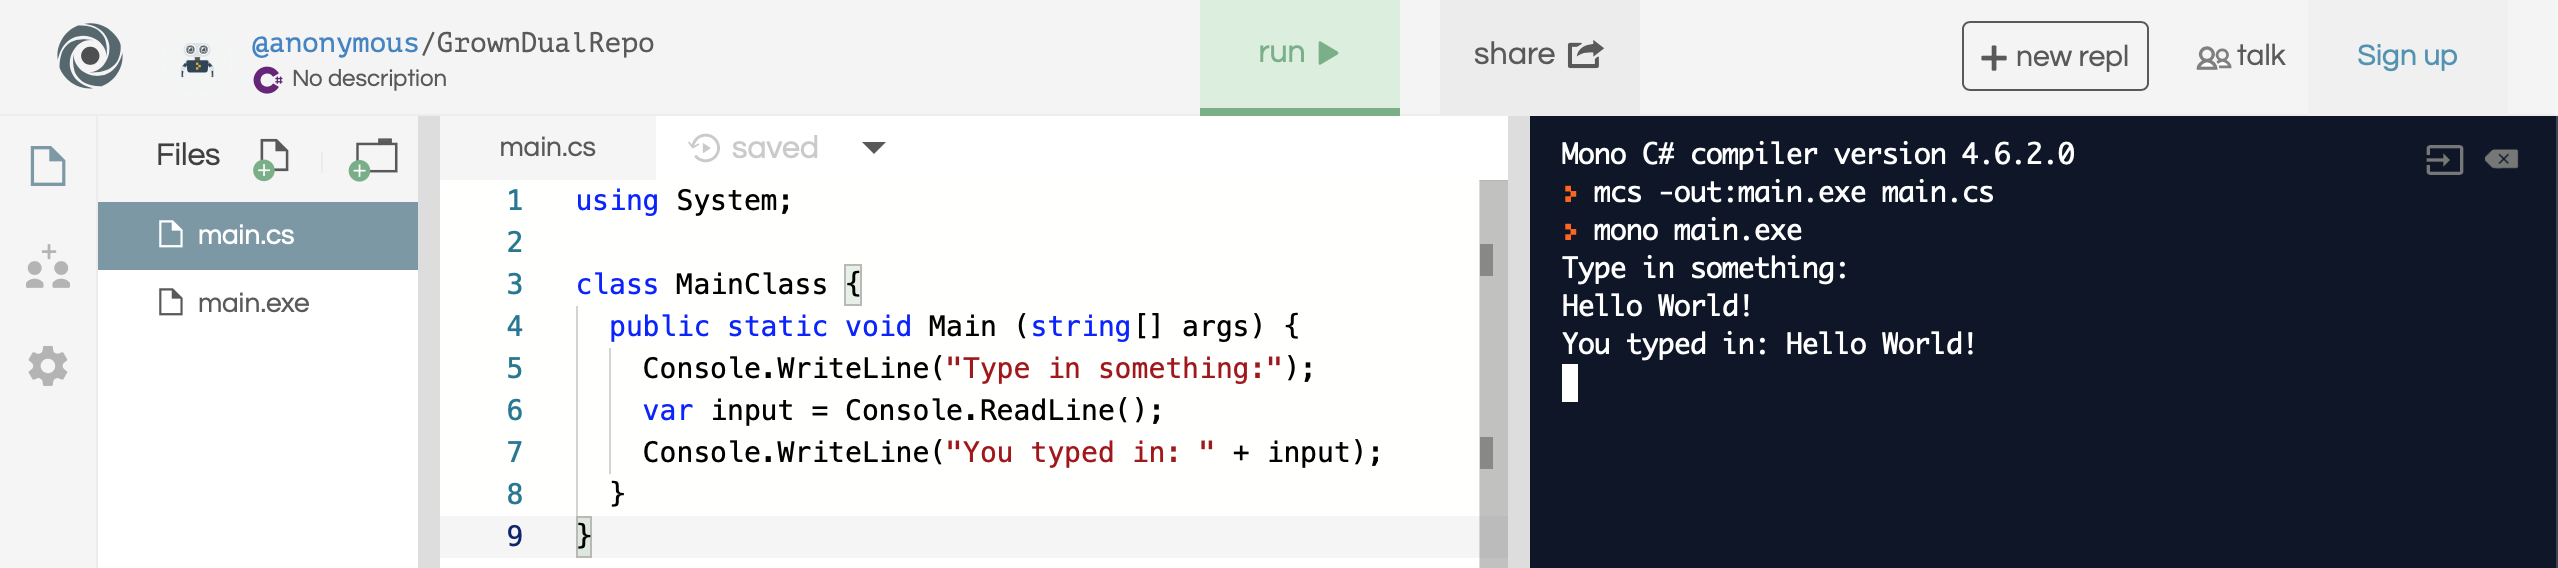 @anonymous/GrownDualRepo
No description
run
share
+ new repl
talk
Sign up
Files
main.cs
main.exe
main.cs
saved
1 using System;
2
3 class MainClass {
4 public static void Main (string[] args) {
5 Console.WriteLine("Type in something:");
6 var input = Console.ReadLine();
7 Console.WriteLine("You typed in: " + input);
8 }
9 }
Mono C# compiler version 4.6.2.0
mcs -out:main.exe main.cs
mono main.exe
Type in something:
Hello World!
You typed in: Hello World!